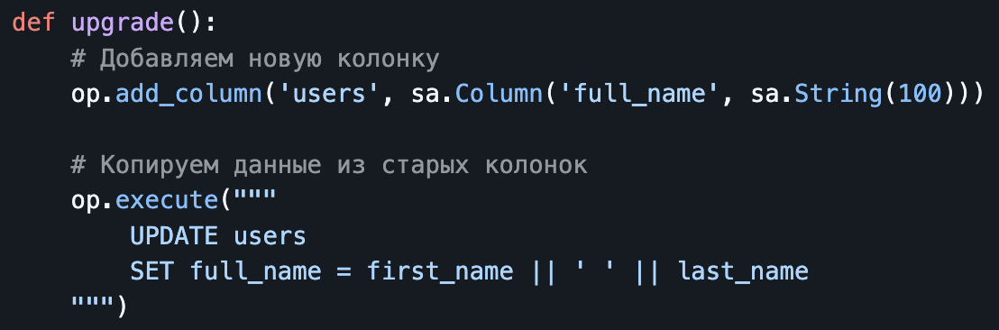 def upgrade():
    # Добавляем новую колонку
    op.add_column('users', sa.Column('full_name', sa.String(100)))

    # Копируем данные из старых колонок
    op.execute("""
        UPDATE users
        SET full_name = first_name || ' ' || last_name
    """)